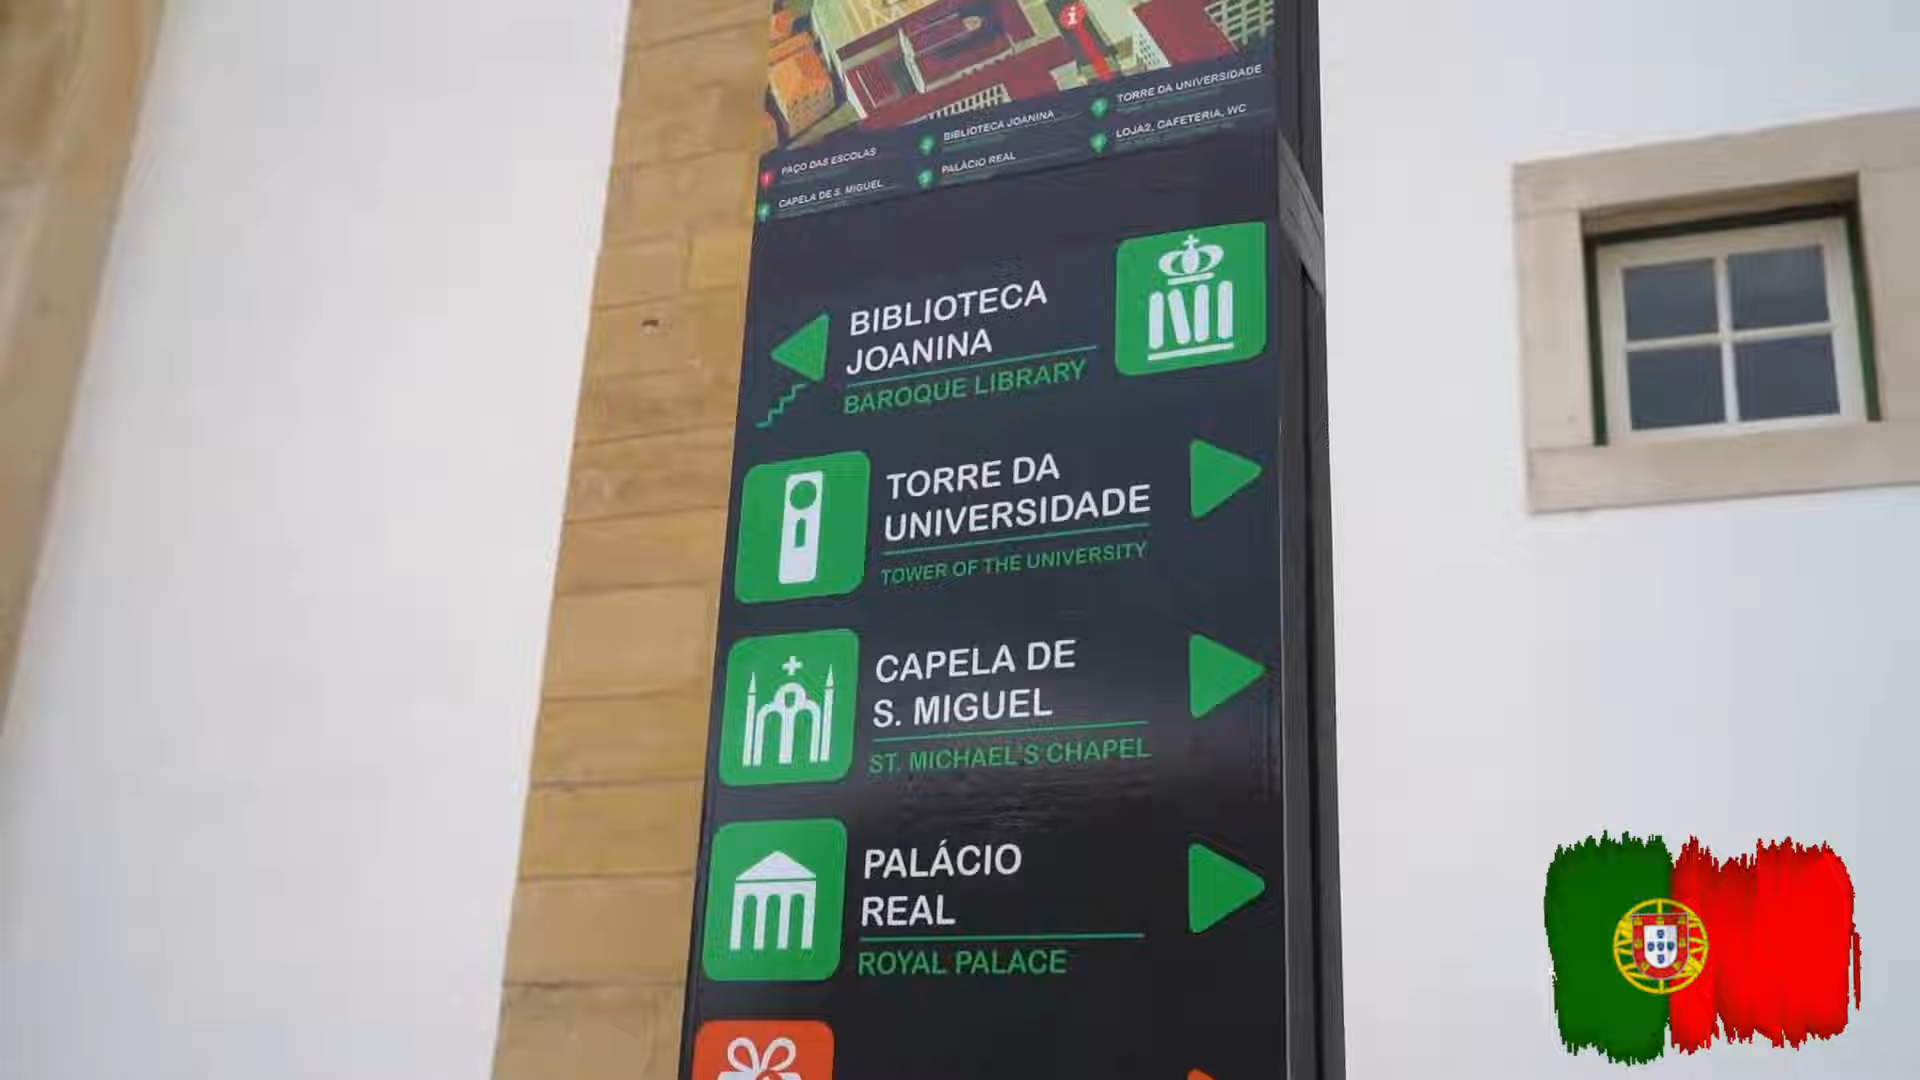 PAÇO DAS ESCOLAS
CAPELA DE S. MIGUEL
BIBLIOTECA JOANINA
PALÁCIO REAL
TORRE DA UNIVERSIDADE
LOJA2, CAFETERIA, WC
BIBLIOTECA
JOANINA
BAROQUE LIBRARY
TORRE DA
UNIVERSIDADE
TOWER OF THE UNIVERSITY
CAPELA DE
S. MIGUEL
ST. MICHAEL'S CHAPEL
PALÁCIO
REAL
ROYAL PALACE